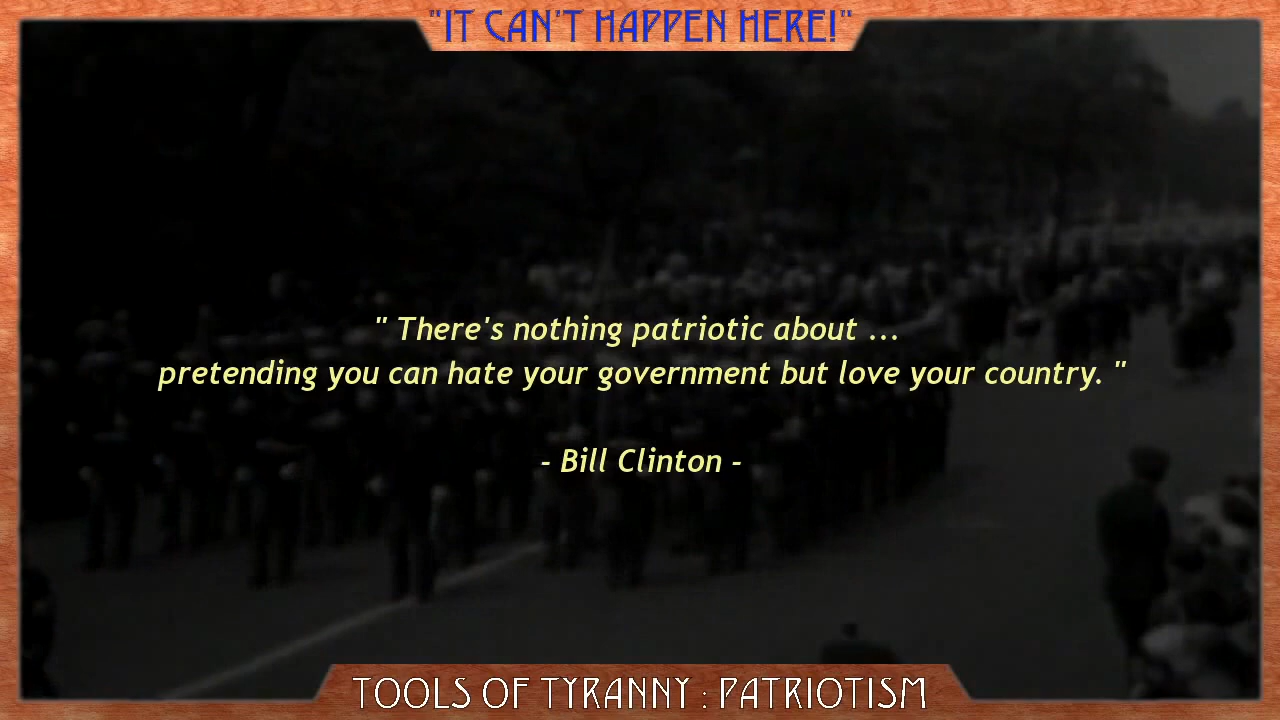 "IT CAN'T HAPPEN HERE!"
" There's nothing patriotic about ...
pretending you can hate your government but love your country. "
- Bill Clinton -
TOOLS OF TYRANNY : PATRIOTISM